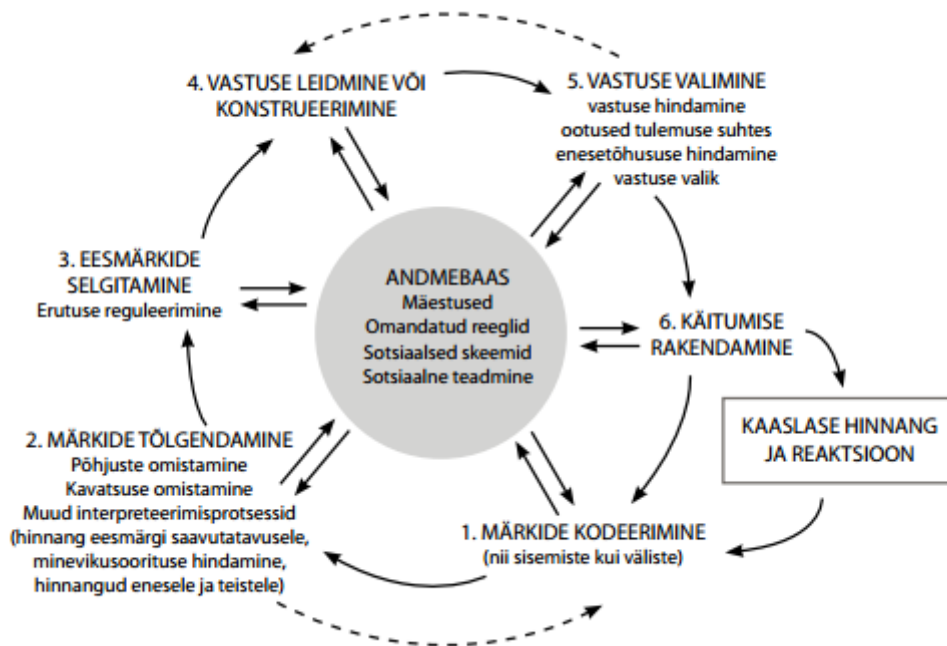 4. VASTUSE LEIDMINE VÕI
KONSTRUEERIMINE
5. VASTUSE VALIMINE
vastuse hindamine
ootused tulemuse suhtes
enesetõhususe hindamine
vastuse valik
3. EESMÄRKIDE
SELGITAMINE
Erutuse reguleerimine
ANDMEBAAS
Mäestused
Omandatud reeglid
Sotsiaalsed skeemid
Sotsiaalne teadmine
6. KÄITUMISE
RAKENDAMINE
KAASLASE HINNANG
JA REAKTSIOON
2. MÄRKIDE TÕLGENDAMINE
Põhjuste omistamine
Kavatsuse omistamine
Muud interpreteerimisprotsessid
(hinnang eesmärgi saavutatavusele,
minevikusoorituse hindamine,
hinnangud enesele ja teistele)
1. MÄRKIDE KODEERIMINE
(nii sisemiste kui väliste)